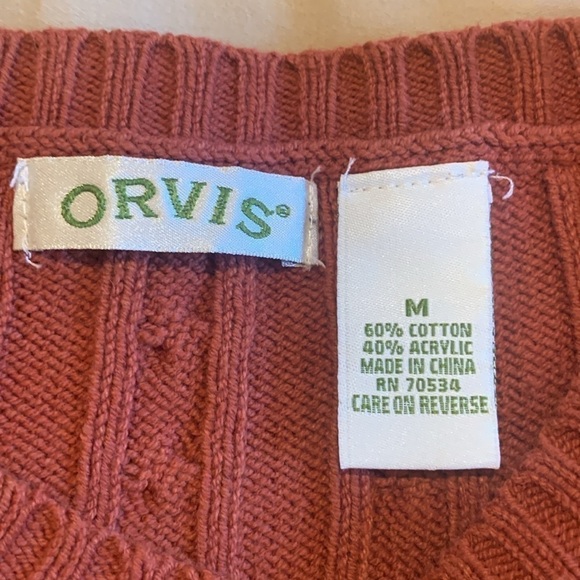 ORVIS®
M
60% COTTON
40% ACRYLIC
MADE IN CHINA
RN 70534
CARE ON REVERSE